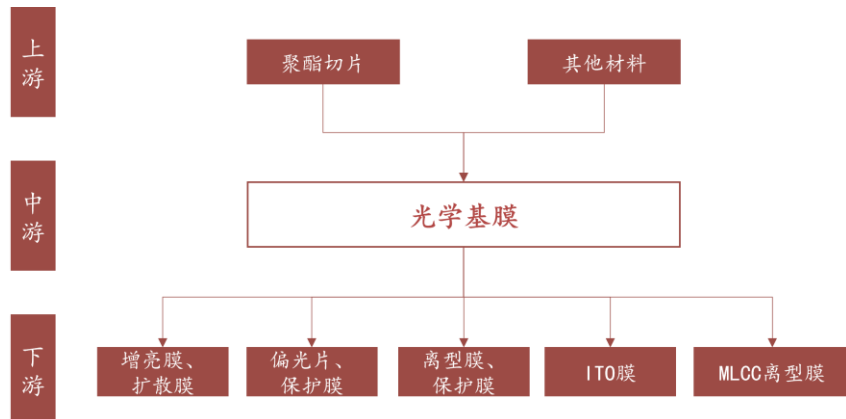 上游
聚酯切片
其他材料
中游
光学基膜
下游
增亮膜、
扩散膜
偏光片、
保护膜
离型膜、
保护膜
ITO膜
MLCC离型膜